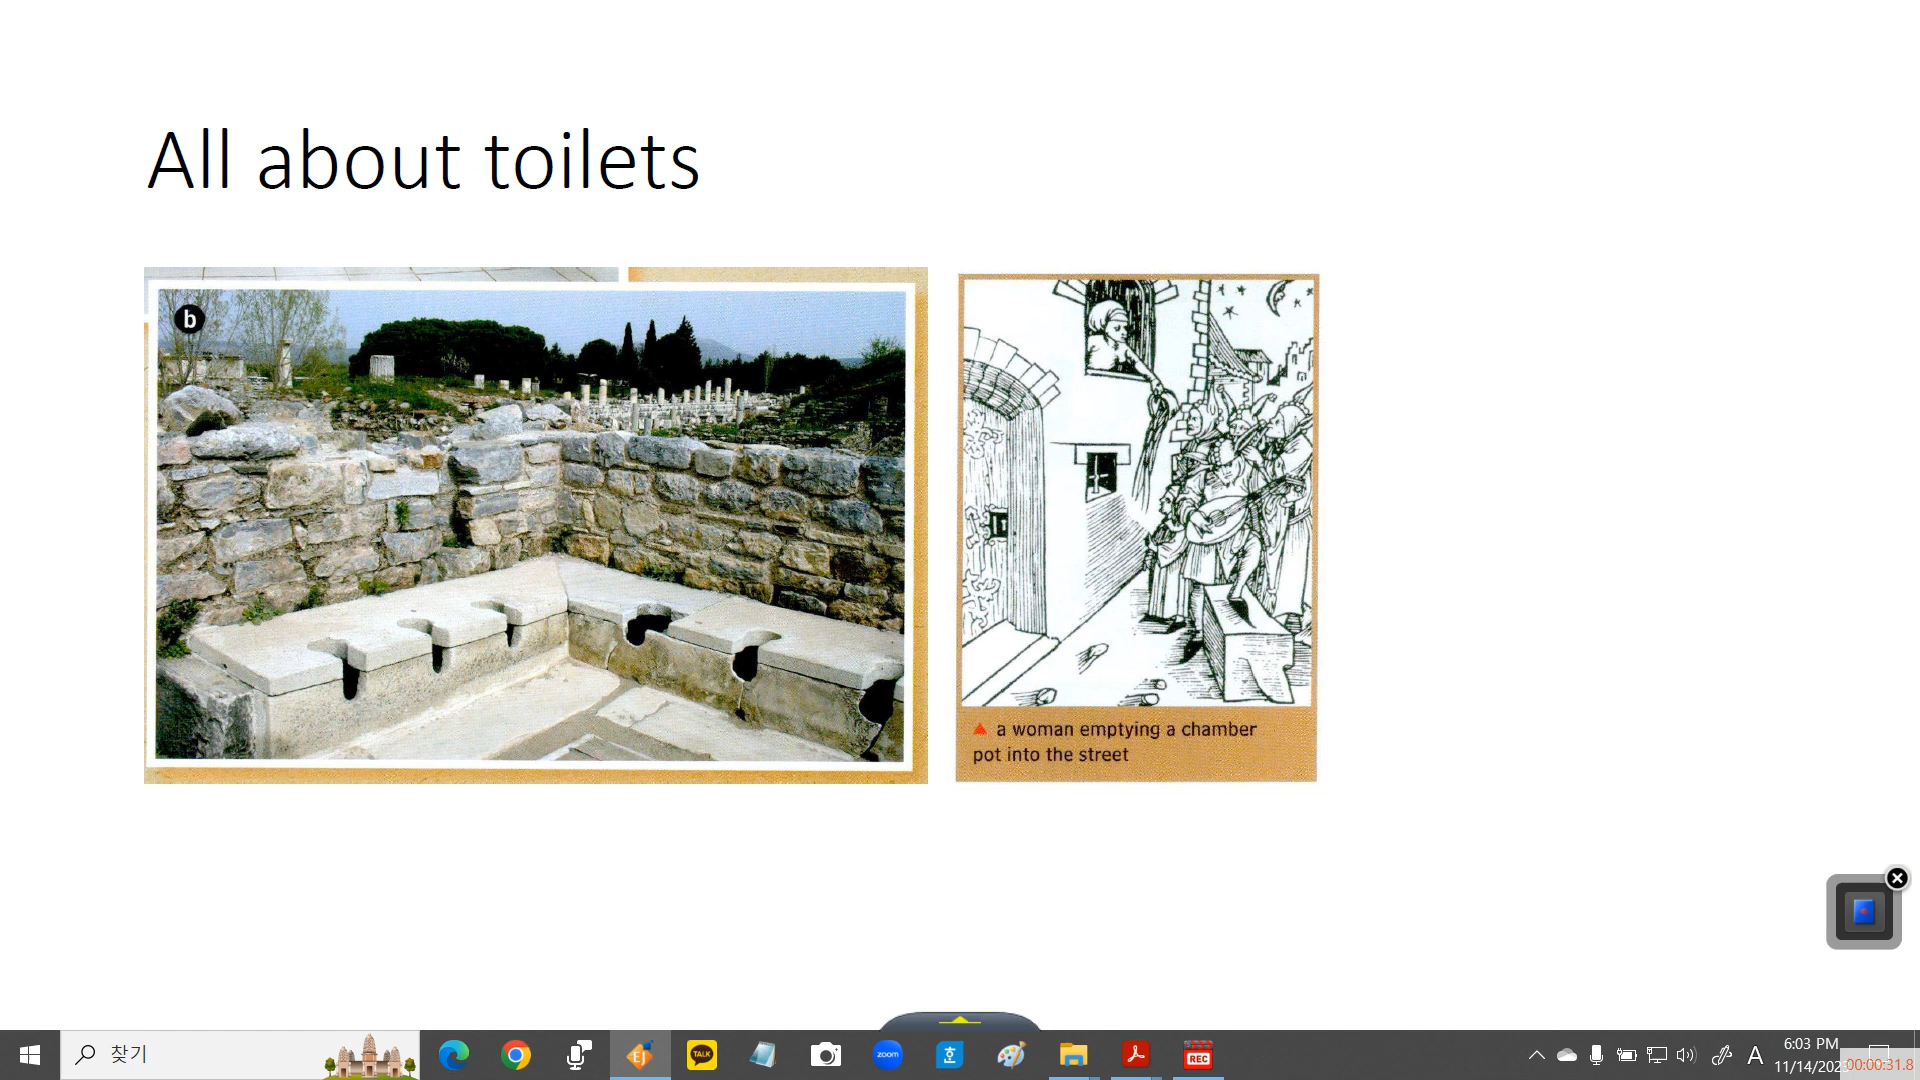 All about toilets
b
a woman emptying a chamber
pot into the street
찾기
EJ
TALK
zoom
REC
A
6:03 PM
11/14/202
00:00:31.8